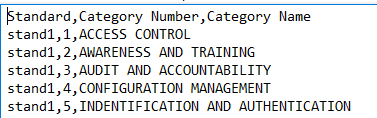 Standard,Category Number,Category Name
stand1,1,ACCESS CONTROL
stand1,2,AWARENESS AND TRAINING
stand1,3,AUDIT AND ACCOUNTABILITY
stand1,4,CONFIGURATION MANAGEMENT
stand1,5,INDENTIFICATION AND AUTHENTICATION